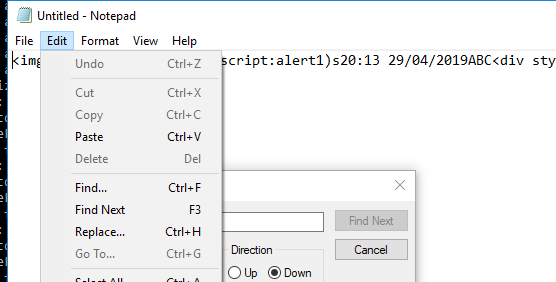 Untitled - Notepad
File Edit Format View Help
<img script:alert1)s20:13 29/04/2019ABC<div sty
Undo Ctrl+Z
Cut Ctrl+X
Copy Ctrl+C
Paste Ctrl+V
Delete Del
Find... Ctrl+F
Find Next F3
Replace... Ctrl+H
Go To... Ctrl+G
Select All Ctrl+A
Find Next
Cancel
Direction
Up Down